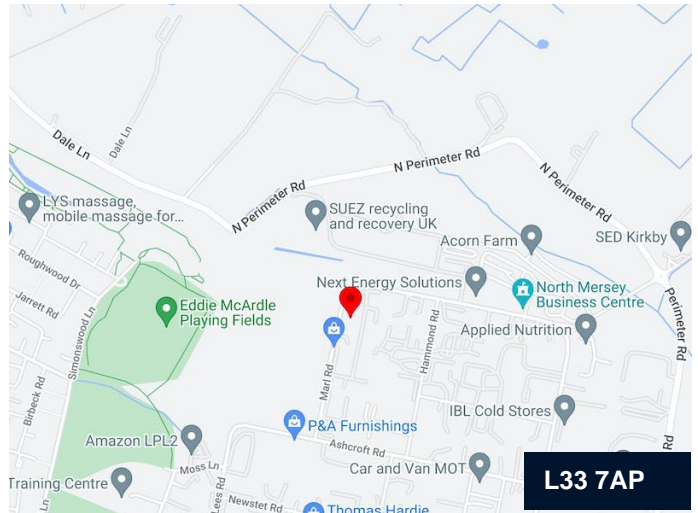 Dale Ln
Dale Ln
N Perimeter Rd
N Perimeter Rd
N Perimeter Rd
LYS massage,
mobile massage for...
SUEZ recycling
and recovery UK
Acorn Farm
SED Kirkby
Roughwood Dr
Jarrett Rd
Simonswood Ln
Eddie McArdle
Playing Fields
Next Energy Solutions
North Mersey
Business Centre
Applied Nutrition
Perimeter Rd
Hammond Rd
Marl Rd
Birbeck Rd
P&A Furnishings
IBL Cold Stores
Amazon LPL2
Ashcroft Rd
Moss Ln
Car and Van MOT
Rd
Training Centre
Lees Rd
Newstet Rd
Thomas Hardie
Ln
L33 7AP